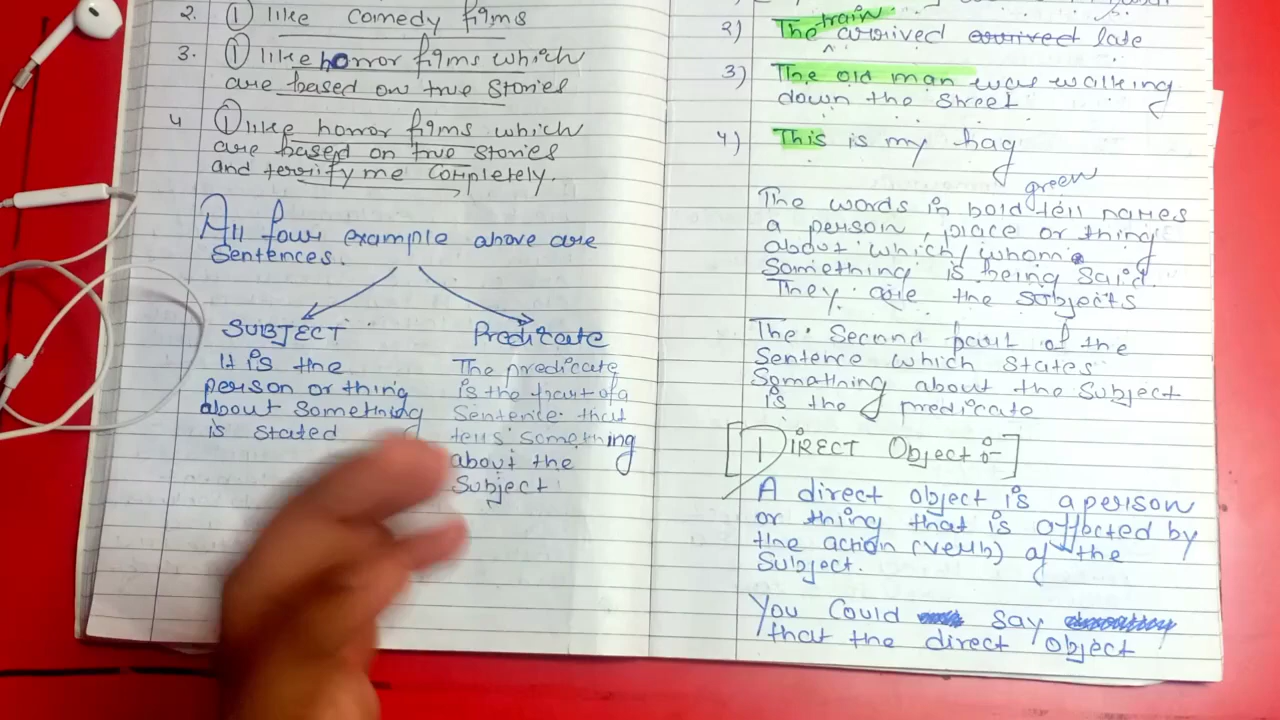 2. I like comedy films
3. I like horror films which
are based on true stories
4 I like horror films which
are based on true stories
and terrify me completely.
All four example above are
Sentences.
SUBJECT
It is the
person or thing
about something
is stated
Predicate
The predicate
is the part of a
Sentence that
tells something
about the
Subject
2) The train arrived late
3) The old man was walking
down the street
4) This is my bag
green
The words in bold tell names
a person, place or thing
about which/whom
Something is being said.
They are the subjects
The Second part of the
Sentence which states
Somathing about the Subject
is the predicate
DIRECT Object :-
A direct object is a person
or thing that is affected by
the action (verb) of the
Subject.
You could say
that the direct object